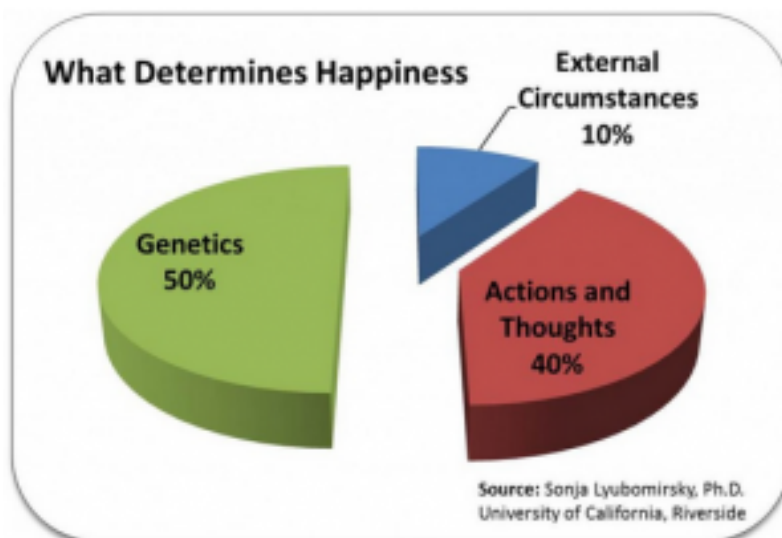 What Determines Happiness
External
Circumstances
10%
Genetics
50%
Actions and
Thoughts
40%
Source: Sonja Lyubomirsky, Ph.D.
University of California, Riverside